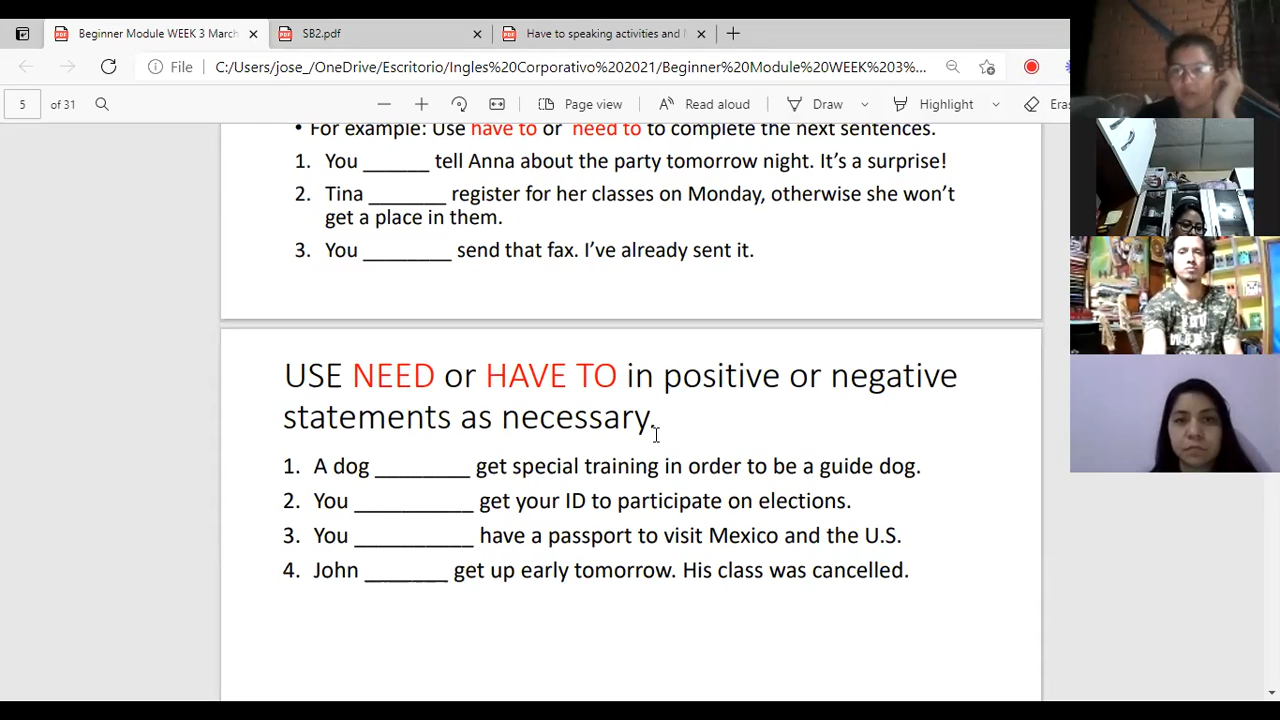 Beginner Module WEEK 3 March
SB2.pdf
Have to speaking activities and
File
C:/Users/jose_/OneDrive/Escritorio/Ingles%20Corporativo%202021/Beginner%20Module%20WEEK%203%...
5 of 31
Page view
Read aloud
Draw
Highlight
Eras
• For example: Use have to or need to to complete the next sentences.
1. You ______ tell Anna about the party tomorrow night. It's a surprise!
2. Tina _______ register for her classes on Monday, otherwise she won't
get a place in them.
3. You ________ send that fax. I've already sent it.
USE NEED or HAVE TO in positive or negative
statements as necessary.
1. A dog ________ get special training in order to be a guide dog.
2. You __________ get your ID to participate on elections.
3. You __________ have a passport to visit Mexico and the U.S.
4. John _______ get up early tomorrow. His class was cancelled.